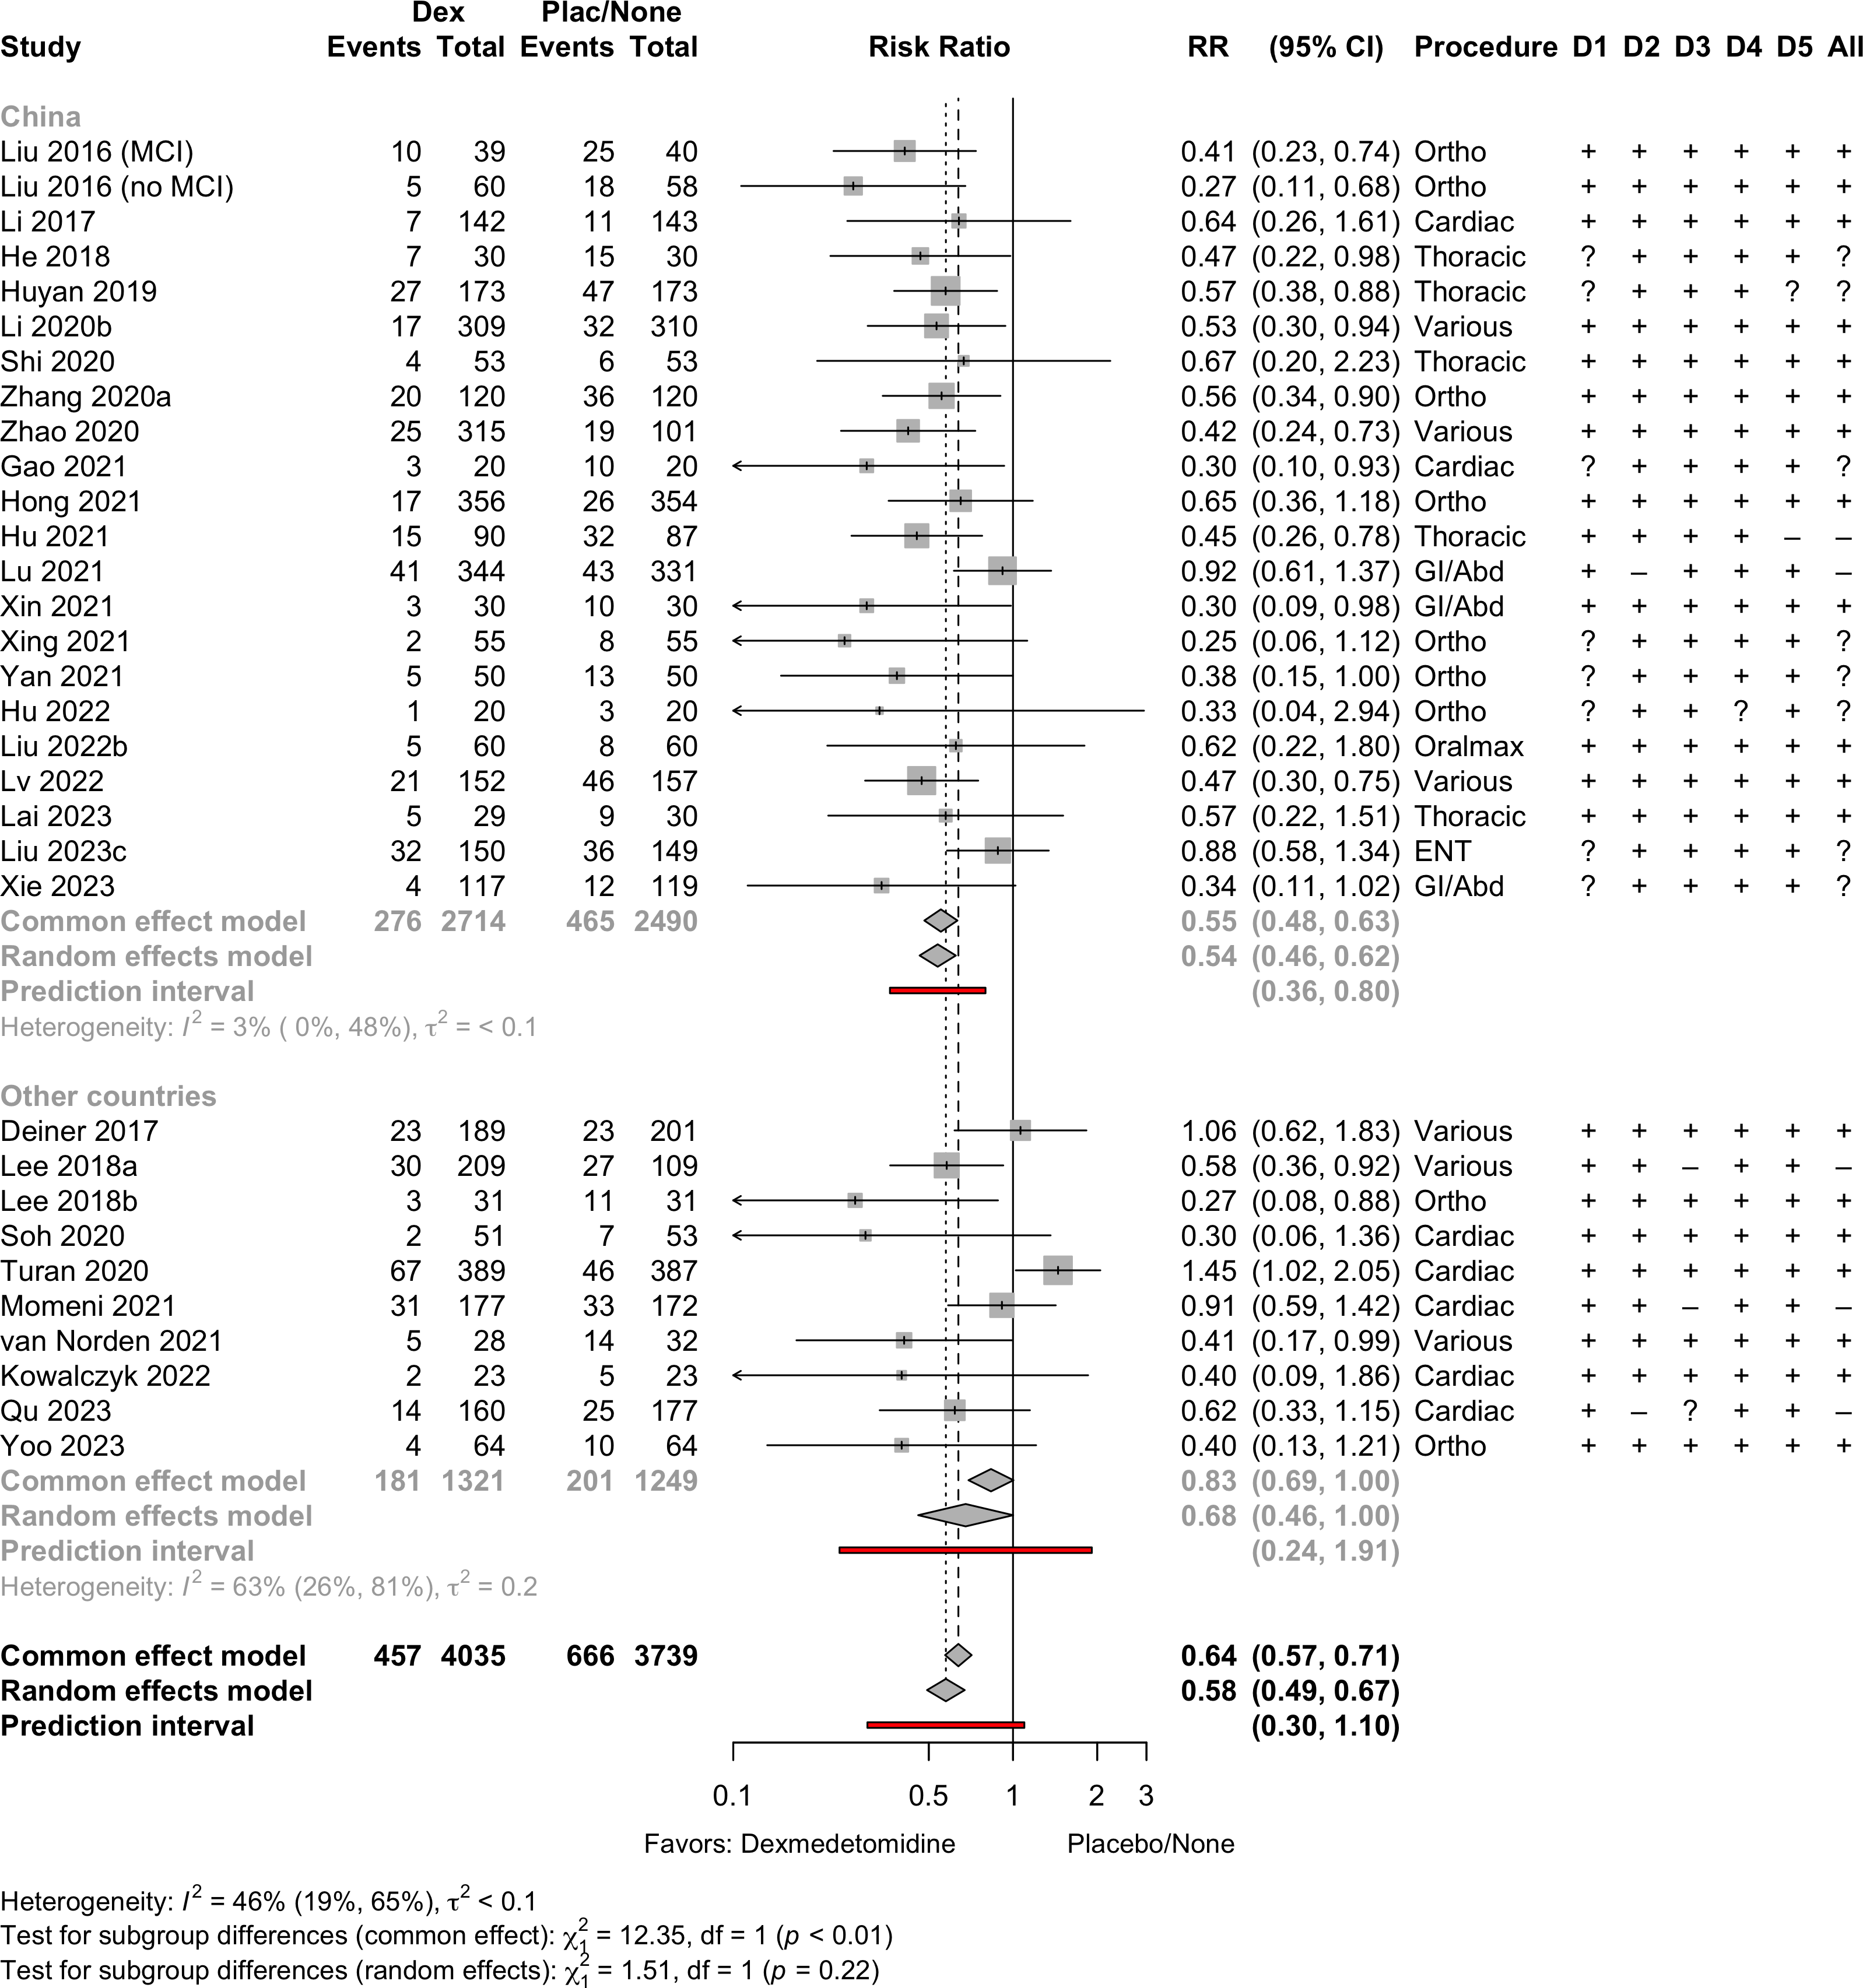 Dex Plac/None
Study Events Total Events Total Risk Ratio RR (95% CI) Procedure D1 D2 D3 D4 D5 All
China
Liu 2016 (MCI) 10 39 25 40 0.41 (0.23, 0.74) Ortho + + + + + +
Liu 2016 (no MCI) 5 60 18 58 0.27 (0.11, 0.68) Ortho + + + + + +
Li 2017 7 142 11 143 0.64 (0.26, 1.61) Cardiac + + + + + +
He 2018 7 30 15 30 0.47 (0.22, 0.98) Thoracic ? + + + + ?
Huyan 2019 27 173 47 173 0.57 (0.38, 0.88) Thoracic ? + + + ? ?
Li 2020b 17 309 32 310 0.53 (0.30, 0.94) Various + + + + + +
Shi 2020 4 53 6 53 0.67 (0.20, 2.23) Thoracic + + + + + +
Zhang 2020a 20 120 36 120 0.56 (0.34, 0.90) Ortho + + + + + +
Zhao 2020 25 315 19 101 0.42 (0.24, 0.73) Various + + + + + +
Gao 2021 3 20 10 20 0.30 (0.10, 0.93) Cardiac ? + + + + ?
Hong 2021 17 356 26 354 0.65 (0.36, 1.18) Ortho + + + + + +
Hu 2021 15 90 32 87 0.45 (0.26, 0.78) Thoracic + + + + – –
Lu 2021 41 344 43 331 0.92 (0.61, 1.37) GI/Abd + – + + + –
Xin 2021 3 30 10 30 0.30 (0.09, 0.98) GI/Abd + + + + + +
Xing 2021 2 55 8 55 0.25 (0.06, 1.12) Ortho ? + + + + ?
Yan 2021 5 50 13 50 0.38 (0.15, 1.00) Ortho ? + + + + ?
Hu 2022 1 20 3 20 0.33 (0.04, 2.94) Ortho ? + + ? + ?
Liu 2022b 5 60 8 60 0.62 (0.22, 1.80) Oralmax + + + + + +
Lv 2022 21 152 46 157 0.47 (0.30, 0.75) Various + + + + + +
Lai 2023 5 29 9 30 0.57 (0.22, 1.51) Thoracic + + + + + +
Liu 2023c 32 150 36 149 0.88 (0.58, 1.34) ENT ? + + + + ?
Xie 2023 4 117 12 119 0.34 (0.11, 1.02) GI/Abd ? + + + + ?
Common effect model 276 2714 465 2490 0.55 (0.48, 0.63)
Random effects model 0.54 (0.46, 0.62)
Prediction interval (0.36, 0.80)
Heterogeneity: I² = 3% ( 0%, 48%), τ² = < 0.1
Other countries
Deiner 2017 23 189 23 201 1.06 (0.62, 1.83) Various + + + + + +
Lee 2018a 30 209 27 109 0.58 (0.36, 0.92) Various + + – + + –
Lee 2018b 3 31 11 31 0.27 (0.08, 0.88) Ortho + + + + + +
Soh 2020 2 51 7 53 0.30 (0.06, 1.36) Cardiac + + + + + +
Turan 2020 67 389 46 387 1.45 (1.02, 2.05) Cardiac + + + + + +
Momeni 2021 31 177 33 172 0.91 (0.59, 1.42) Cardiac + + – + + –
van Norden 2021 5 28 14 32 0.41 (0.17, 0.99) Various + + + + + +
Kowalczyk 2022 2 23 5 23 0.40 (0.09, 1.86) Cardiac + + + + + +
Qu 2023 14 160 25 177 0.62 (0.33, 1.15) Cardiac + – ? + + –
Yoo 2023 4 64 10 64 0.40 (0.13, 1.21) Ortho + + + + + +
Common effect model 181 1321 201 1249 0.83 (0.69, 1.00)
Random effects model 0.68 (0.46, 1.00)
Prediction interval (0.24, 1.91)
Heterogeneity: I² = 63% (26%, 81%), τ² = 0.2
Common effect model 457 4035 666 3739 0.64 (0.57, 0.71)
Random effects model 0.58 (0.49, 0.67)
Prediction interval (0.30, 1.10)
0.1 0.5 1 2 3
Favors: Dexmedetomidine Placebo/None
Heterogeneity: I² = 46% (19%, 65%), τ² < 0.1
Test for subgroup differences (common effect): χ₁² = 12.35, df = 1 (p < 0.01)
Test for subgroup differences (random effects): χ₁² = 1.51, df = 1 (p = 0.22)